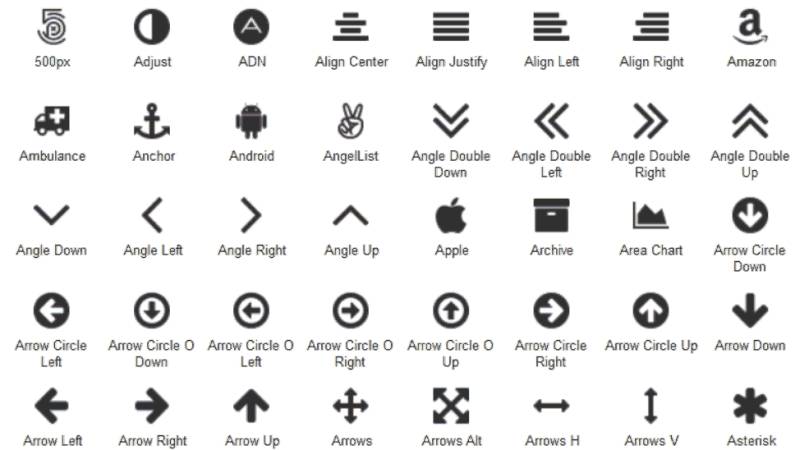 500px Adjust ADN Align Center Align Justify Align Left Align Right Amazon
Ambulance Anchor Android AngelList Angle Double Down Angle Double Left Angle Double Right Angle Double Up
Angle Down Angle Left Angle Right Angle Up Apple Archive Area Chart Arrow Circle Down
Arrow Circle Left Arrow Circle O Down Arrow Circle O Left Arrow Circle O Right Arrow Circle O Up Arrow Circle Right Arrow Circle Up Arrow Down
Arrow Left Arrow Right Arrow Up Arrows Arrows Alt Arrows H Arrows V Asterisk